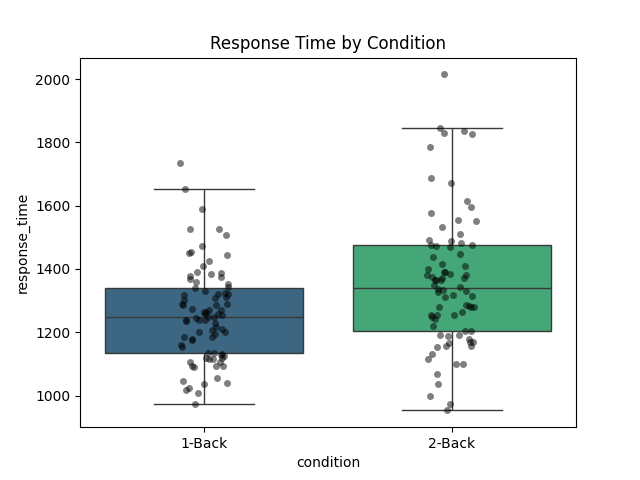 Response Time by Condition
response_time
2000
1800
1600
1400
1200
1000
1-Back
2-Back
condition